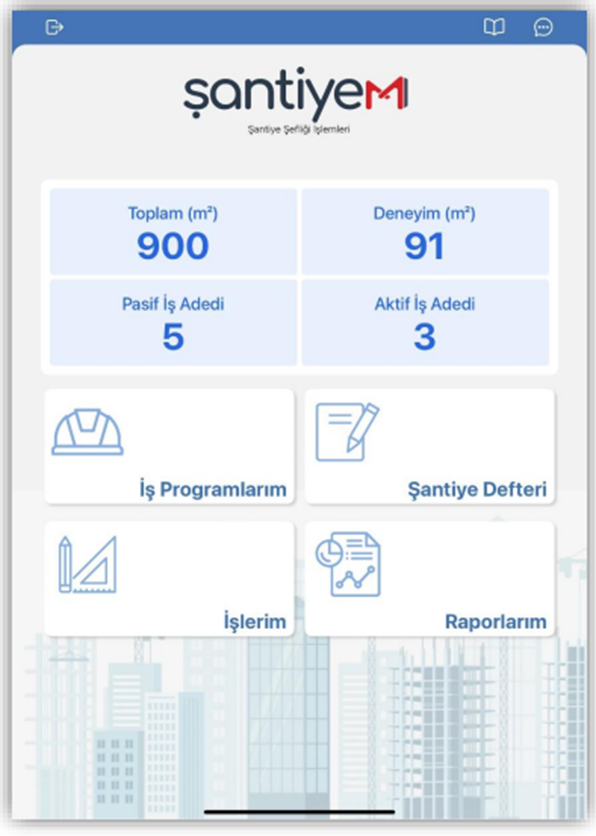 şantiyeM
Şantiye Şefliği İşlemleri
Toplam (m²)
900
Deneyim (m²)
91
Pasif İş Adedi
5
Aktif İş Adedi
3
İş Programlarım
Şantiye Defteri
İşlerim
Raporlarım